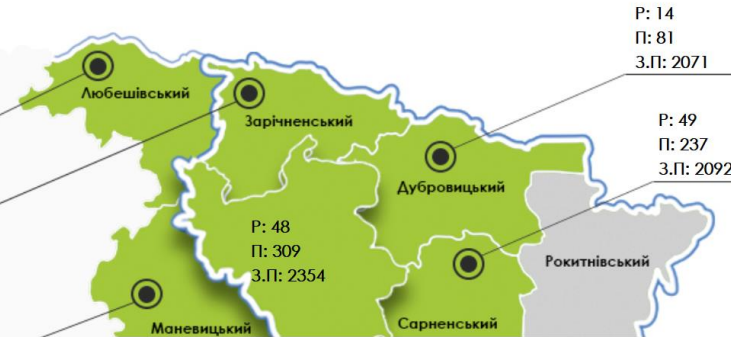 Р: 14
П: 81
З.П: 2071
Любешівський
Зарічненський
Р: 49
П: 237
З.П: 2092
Дубровицький
Р: 48
П: 309
З.П: 2354
Рокитнівський
Маневицький
Сарненський